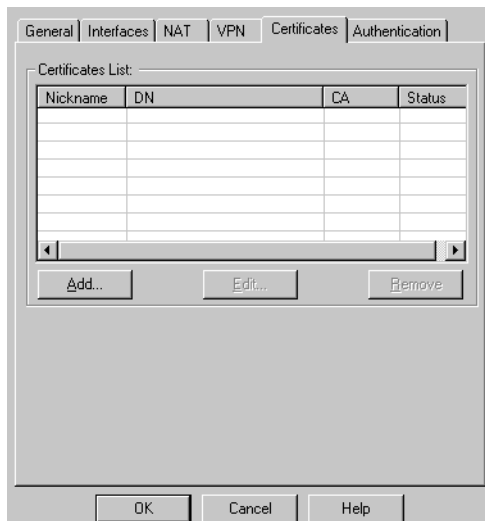 General Interfaces NAT VPN Certificates Authentication
Certificates List:
Nickname DN CA Status
Add... Edit... Remove
OK Cancel Help